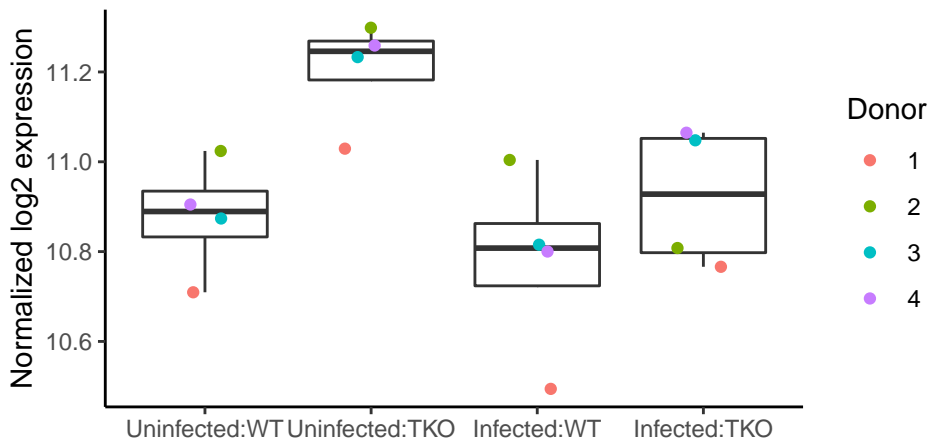 Normalized log2 expression
11.2
11.0
10.8
10.6
Uninfected:WT
Uninfected:TKO
Infected:WT
Infected:TKO
Donor
1
2
3
4